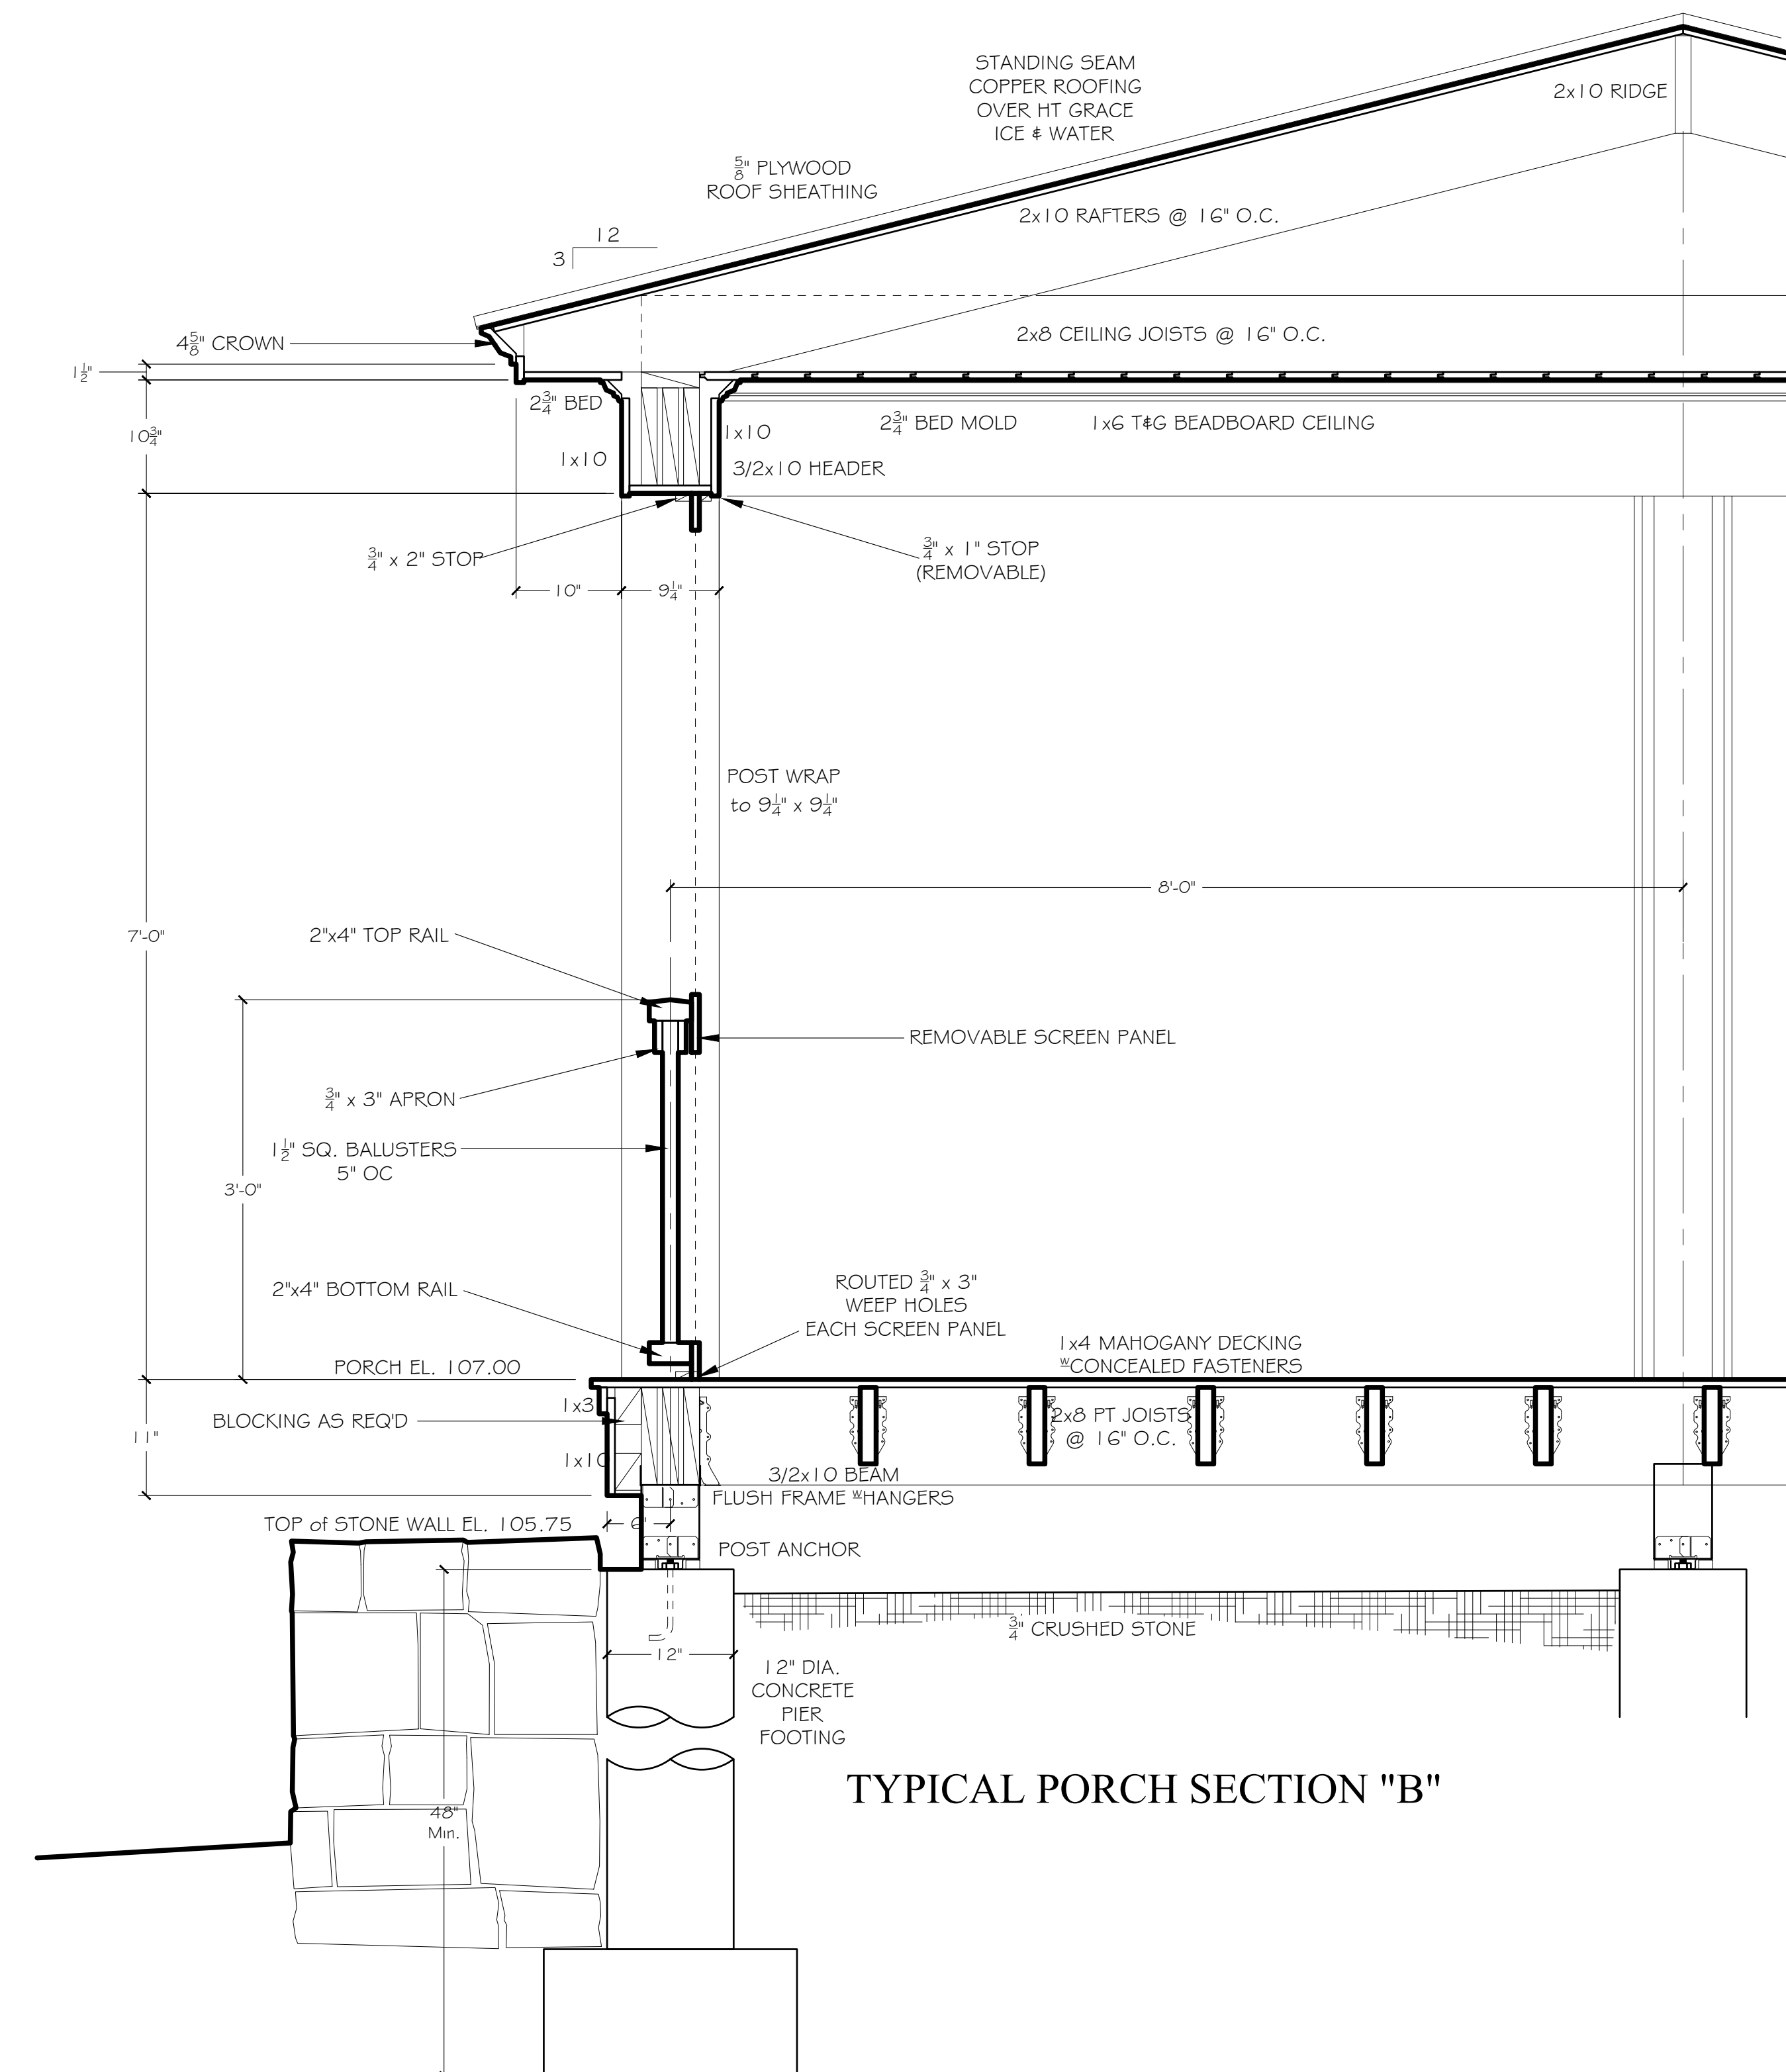 STANDING SEAM
COPPER ROOFING
OVER HT GRACE
ICE & WATER
2x10 RIDGE
5/8" PLYWOOD
ROOF SHEATHING
2x10 RAFTERS @ 16" O.C.
12
3
4 5/8" CROWN
2x8 CEILING JOISTS @ 16" O.C.
1 1/2"
2 3/4" BED
10 3/4"
1x10
2 3/4" BED MOLD
1x6 T&G BEADBOARD CEILING
1x10
3/2x10 HEADER
3/4" x 2" STOP
3/4" x 1" STOP
(REMOVABLE)
10"
9 1/4"
POST WRAP
to 9 1/4" x 9 1/4"
8'-0"
7'-0"
2"x4" TOP RAIL
REMOVABLE SCREEN PANEL
3/4" x 3" APRON
1 1/2" SQ. BALUSTERS
5" OC
3'-0"
2"x4" BOTTOM RAIL
ROUTED 3/4" x 3"
WEEP HOLES
EACH SCREEN PANEL
1x4 MAHOGANY DECKING
W CONCEALED FASTENERS
PORCH EL. 107.00
1x3
BLOCKING AS REQ'D
2x8 PT JOISTS
@ 16" O.C.
11"
1x10
3/2x10 BEAM
FLUSH FRAME W HANGERS
TOP of STONE WALL EL. 105.75
6"
POST ANCHOR
3/4" CRUSHED STONE
12"
12" DIA.
CONCRETE
PIER
FOOTING
TYPICAL PORCH SECTION "B"
48"
Min.